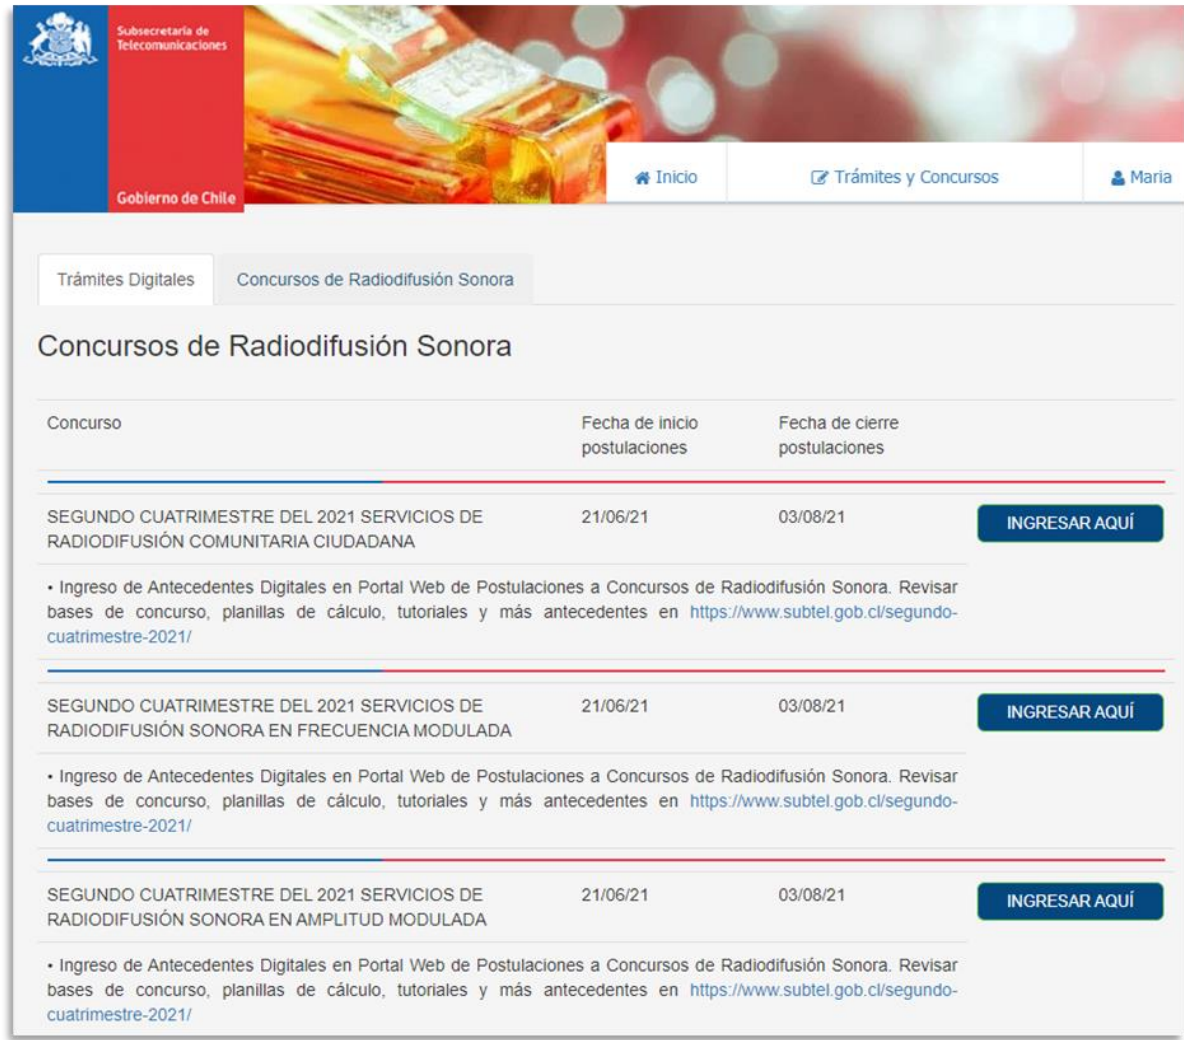 Subsecretaría de
Telecomunicaciones
Gobierno de Chile
Inicio
Trámites y Concursos
Maria
Trámites Digitales
Concursos de Radiodifusión Sonora
Concursos de Radiodifusión Sonora
Concurso
Fecha de inicio
postulaciones
Fecha de cierre
postulaciones
SEGUNDO CUATRIMESTRE DEL 2021 SERVICIOS DE
RADIODIFUSIÓN COMUNITARIA CIUDADANA
21/06/21
03/08/21
INGRESAR AQUÍ
• Ingreso de Antecedentes Digitales en Portal Web de Postulaciones a Concursos de Radiodifusión Sonora. Revisar
bases de concurso, planillas de cálculo, tutoriales y más antecedentes en https://www.subtel.gob.cl/segundo-
cuatrimestre-2021/
SEGUNDO CUATRIMESTRE DEL 2021 SERVICIOS DE
RADIODIFUSIÓN SONORA EN FRECUENCIA MODULADA
21/06/21
03/08/21
INGRESAR AQUÍ
• Ingreso de Antecedentes Digitales en Portal Web de Postulaciones a Concursos de Radiodifusión Sonora. Revisar
bases de concurso, planillas de cálculo, tutoriales y más antecedentes en https://www.subtel.gob.cl/segundo-
cuatrimestre-2021/
SEGUNDO CUATRIMESTRE DEL 2021 SERVICIOS DE
RADIODIFUSIÓN SONORA EN AMPLITUD MODULADA
21/06/21
03/08/21
INGRESAR AQUÍ
• Ingreso de Antecedentes Digitales en Portal Web de Postulaciones a Concursos de Radiodifusión Sonora. Revisar
bases de concurso, planillas de cálculo, tutoriales y más antecedentes en https://www.subtel.gob.cl/segundo-
cuatrimestre-2021/